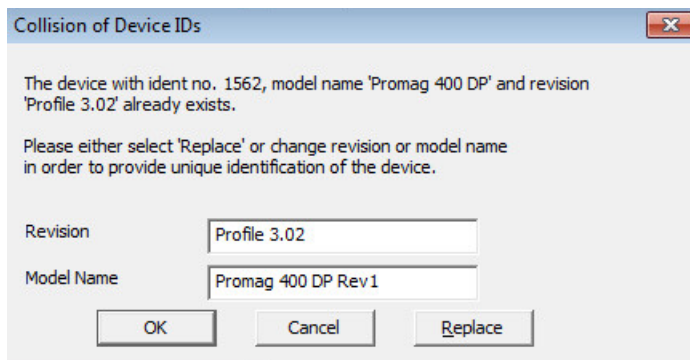 Collision of Device IDs
The device with ident no. 1562, model name 'Promag 400 DP' and revision
'Profile 3.02' already exists.
Please either select 'Replace' or change revision or model name
in order to provide unique identification of the device.
Revision
Profile 3.02
Model Name
Promag 400 DP Rev1
OK
Cancel
Replace